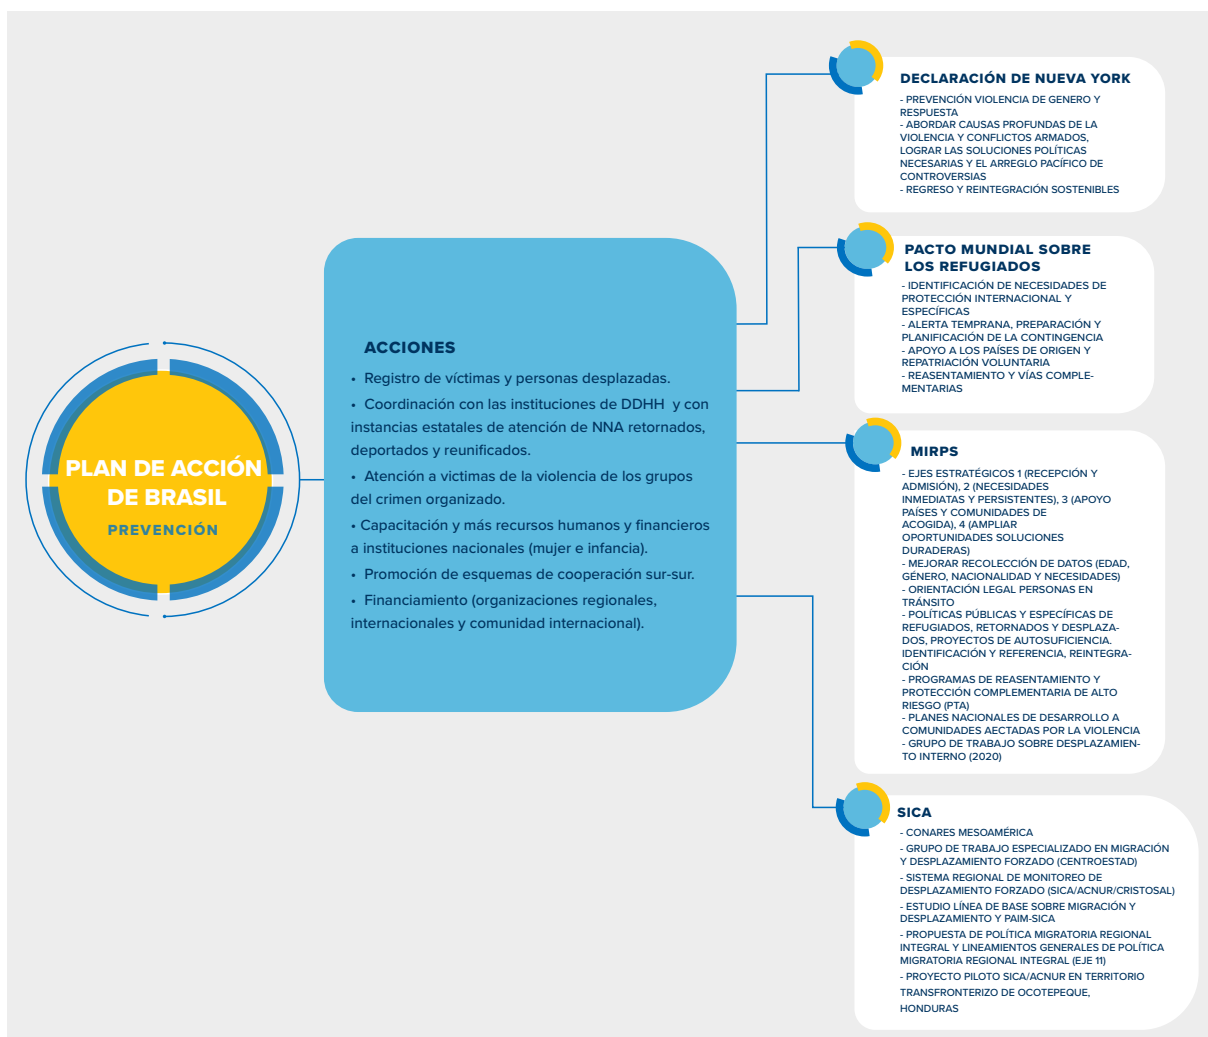 PLAN DE ACCIÓN
DE BRASIL
PREVENCIÓN
ACCIONES
• Registro de víctimas y personas desplazadas.
• Coordinación con las instituciones de DDHH y con
instancias estatales de atención de NNA retornados,
deportados y reunificados.
• Atención a victimas de la violencia de los grupos
del crimen organizado.
• Capacitación y más recursos humanos y financieros
a instituciones nacionales (mujer e infancia).
• Promoción de esquemas de cooperación sur-sur.
• Financiamiento (organizaciones regionales,
internacionales y comunidad internacional).
DECLARACIÓN DE NUEVA YORK
- PREVENCIÓN VIOLENCIA DE GENERO Y
RESPUESTA
- ABORDAR CAUSAS PROFUNDAS DE LA
VIOLENCIA Y CONFLICTOS ARMADOS,
LOGRAR LAS SOLUCIONES POLÍTICAS
NECESARIAS Y EL ARREGLO PACÍFICO DE
CONTROVERSIAS
- REGRESO Y REINTEGRACIÓN SOSTENIBLES
PACTO MUNDIAL SOBRE
LOS REFUGIADOS
- IDENTIFICACIÓN DE NECESIDADES DE
PROTECCIÓN INTERNACIONAL Y
ESPECÍFICAS
- ALERTA TEMPRANA, PREPARACIÓN Y
PLANIFICACIÓN DE LA CONTINGENCIA
- APOYO A LOS PAÍSES DE ORIGEN Y
REPATRIACIÓN VOLUNTARIA
- REASENTAMIENTO Y VÍAS COMPLE-
MENTARIAS
MIRPS
- EJES ESTRATÉGICOS 1 (RECEPCIÓN Y
ADMISIÓN), 2 (NECESIDADES
INMEDIATAS Y PERSISTENTES), 3 (APOYO
PAÍSES Y COMUNIDADES DE
ACOGIDA), 4 (AMPLIAR
OPORTUNIDADES SOLUCIONES
DURADERAS)
- MEJORAR RECOLECCIÓN DE DATOS (EDAD,
GÉNERO, NACIONALIDAD Y NECESIDADES)
- ORIENTACIÓN LEGAL PERSONAS EN
TRÁNSITO
- POLÍTICAS PÚBLICAS Y ESPECÍFICAS DE
REFUGIADOS, RETORNADOS Y DESPLAZA-
DOS, PROYECTOS DE AUTOSUFICIENCIA.
IDENTIFICACIÓN Y REFERENCIA, REINTEGRA-
CIÓN
- PROGRAMAS DE REASENTAMIENTO Y
PROTECCIÓN COMPLEMENTARIA DE ALTO
RIESGO (PTA)
- PLANES NACIONALES DE DESARROLLO A
COMUNIDADES AECTADAS POR LA VIOLENCIA
- GRUPO DE TRABAJO SOBRE DESPLAZAMIEN-
TO INTERNO (2020)
SICA
- CONARES MESOAMÉRICA
- GRUPO DE TRABAJO ESPECIALIZADO EN MIGRACIÓN
Y DESPLAZAMIENTO FORZADO (CENTROESTAD)
- SISTEMA REGIONAL DE MONITOREO DE
DESPLAZAMIENTO FORZADO (SICA/ACNUR/CRISTOSAL)
- ESTUDIO LÍNEA DE BASE SOBRE MIGRACIÓN Y
DESPLAZAMIENTO Y PAIM-SICA
- PROPUESTA DE POLÍTICA MIGRATORIA REGIONAL
INTEGRAL Y LINEAMIENTOS GENERALES DE POLÍTICA
MIGRATORIA REGIONAL INTEGRAL (EJE 11)
- PROYECTO PILOTO SICA/ACNUR EN TERRITORIO
TRANSFRONTERIZO DE OCOTEPEQUE,
HONDURAS